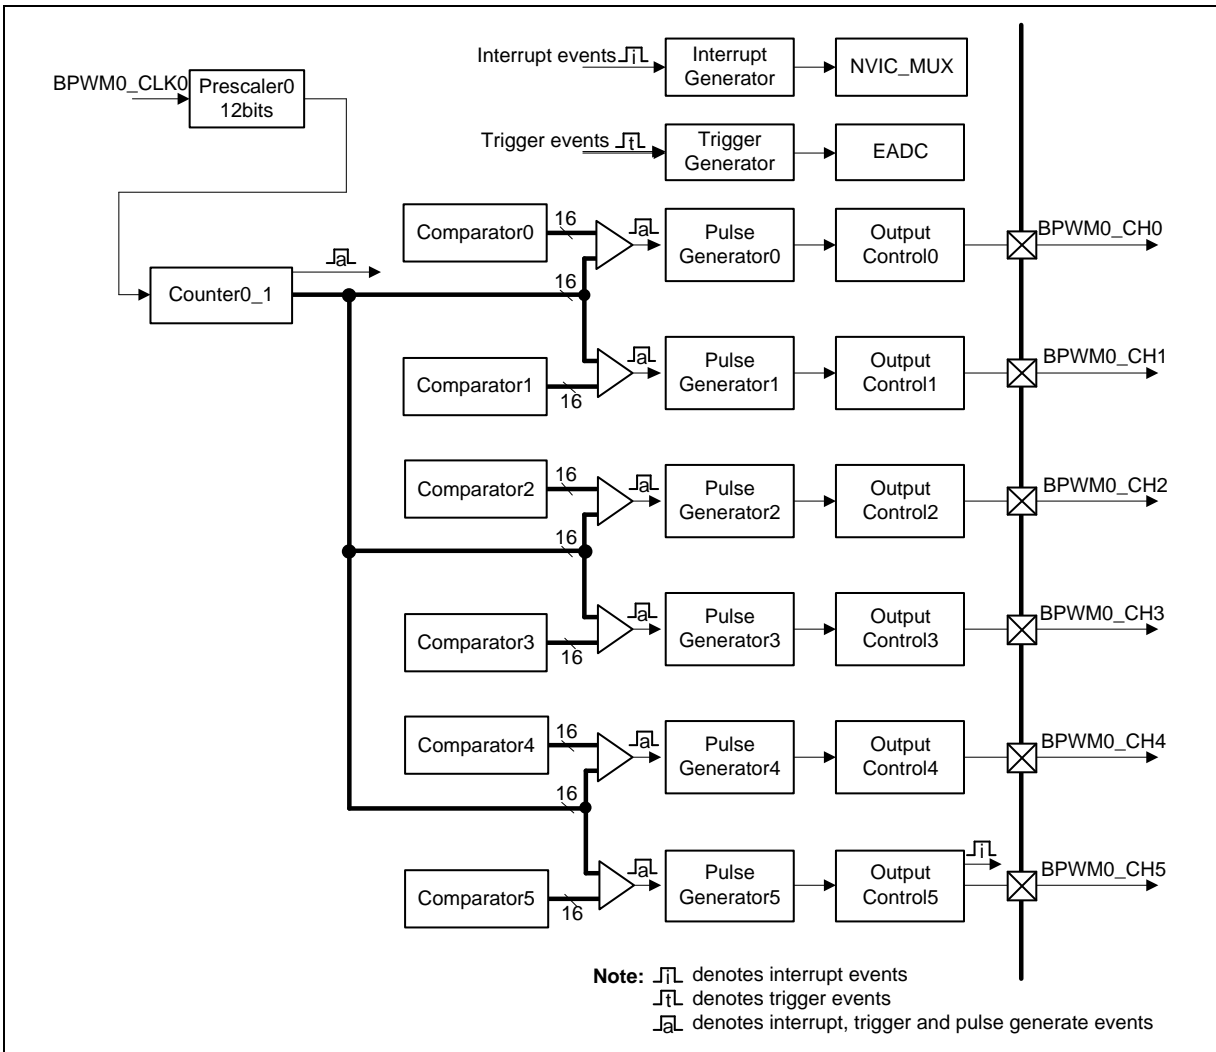 Interrupt events i
Interrupt
Generator
NVIC_MUX
BPWM0_CLK0
Prescaler0
12bits
Trigger events t
Trigger
Generator
EADC
Comparator0
16
a
Pulse
Generator0
Output
Control0
BPWM0_CH0
a
Counter0_1
16
Comparator1
16
a
Pulse
Generator1
Output
Control1
BPWM0_CH1
Comparator2
16
a
Pulse
Generator2
Output
Control2
BPWM0_CH2
16
Comparator3
16
a
Pulse
Generator3
Output
Control3
BPWM0_CH3
Comparator4
16
a
Pulse
Generator4
Output
Control4
BPWM0_CH4
16
Comparator5
16
a
Pulse
Generator5
Output
Control5
i
BPWM0_CH5
Note: i denotes interrupt events
t denotes trigger events
a denotes interrupt, trigger and pulse generate events